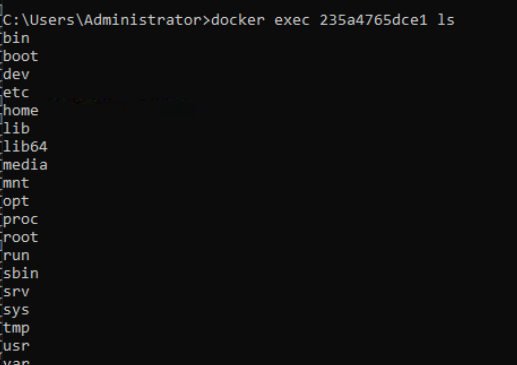 C:\Users\Administrator>docker exec 235a4765dce1 ls
bin
boot
dev
etc
home
lib
lib64
media
mnt
opt
proc
root
run
sbin
srv
sys
tmp
usr
var